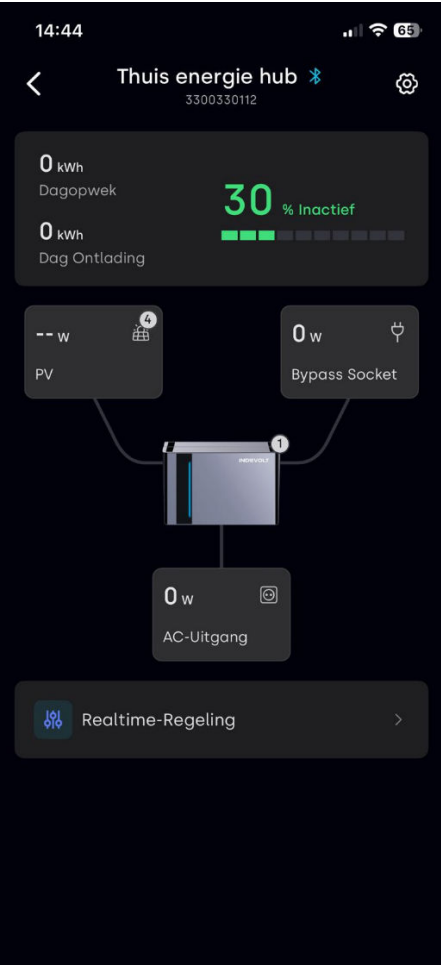 14:44
65
Thuis energie hub
3300330112
0 kWh
Dagopwek
30 % Inactief
0 kWh
Dag Ontlading
-- w
4
PV
0 w
Bypass Socket
1
INDEVOLT
0 w
AC-Uitgang
Realtime-Regeling